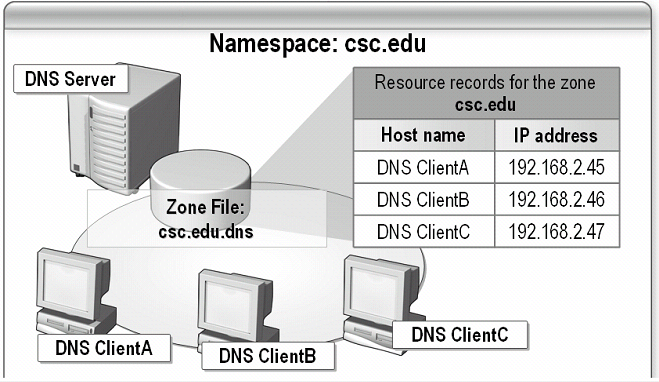 Namespace: csc.edu
DNS Server
Resource records for the zone
csc.edu
Host name IP address
DNS ClientA 192.168.2.45
DNS ClientB 192.168.2.46
DNS ClientC 192.168.2.47
Zone File:
csc.edu.dns
DNS ClientA
DNS ClientB
DNS ClientC